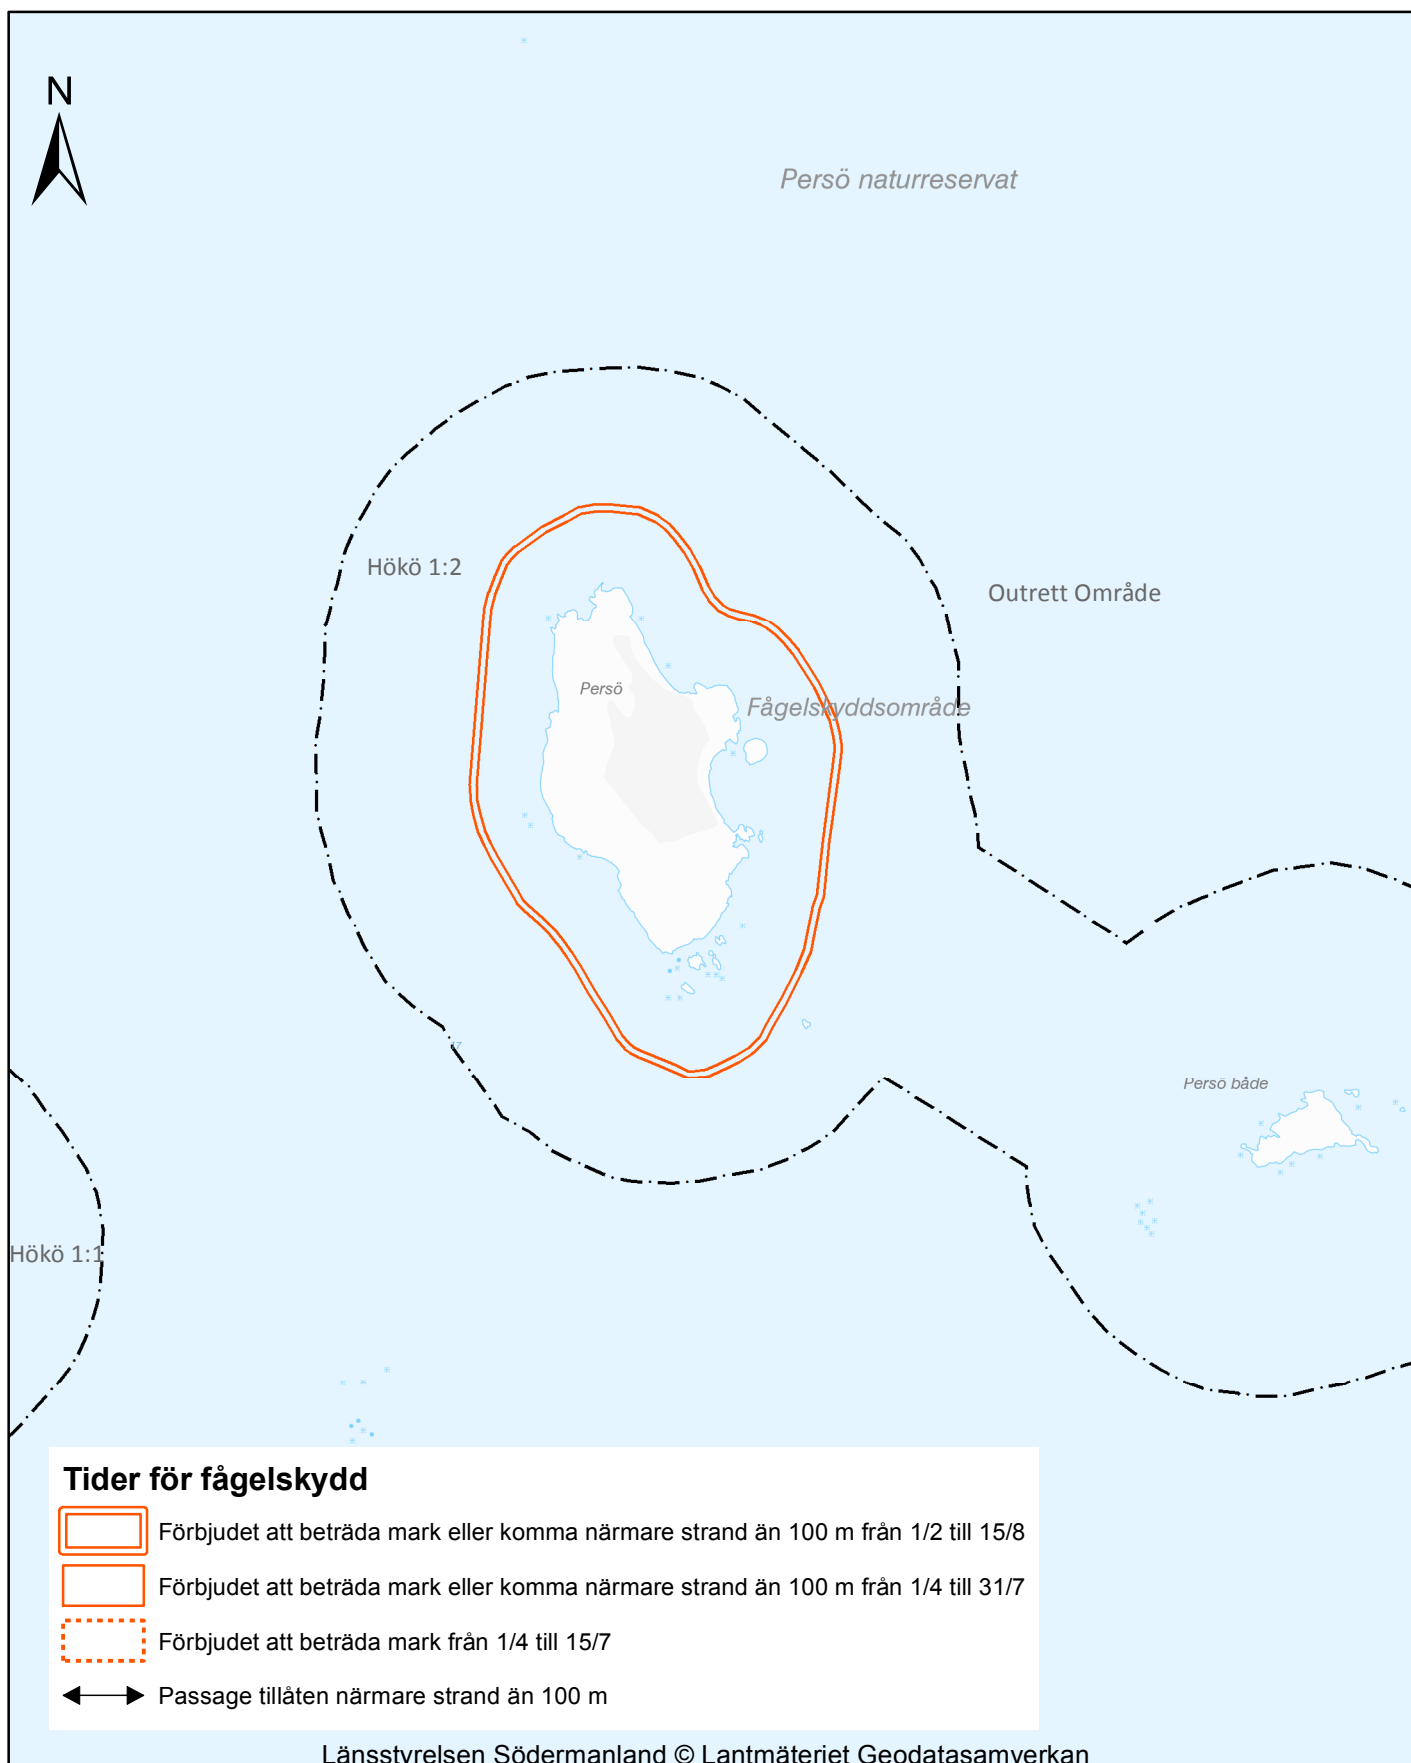 N
Persö naturreservat
Hökö 1:2
Outrett Område
Persö
Fågelskyddsområde
17
Persö både
Hökö 1:1
Tider för fågelskydd
Förbjudet att beträda mark eller komma närmare strand än 100 m från 1/2 till 15/8
Förbjudet att beträda mark eller komma närmare strand än 100 m från 1/4 till 31/7
Förbjudet att beträda mark från 1/4 till 15/7
Passage tillåten närmare strand än 100 m
Länsstyrelsen Södermanland © Lantmäteriet Geodatasamverkan